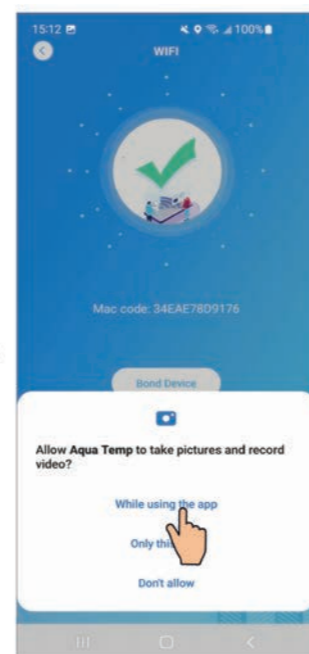 15:12
100%
WIFI
Mac code: 34EAE78D9176
Bond Device
Allow Aqua Temp to take pictures and record
video?
While using the app
Only this
Don't allow